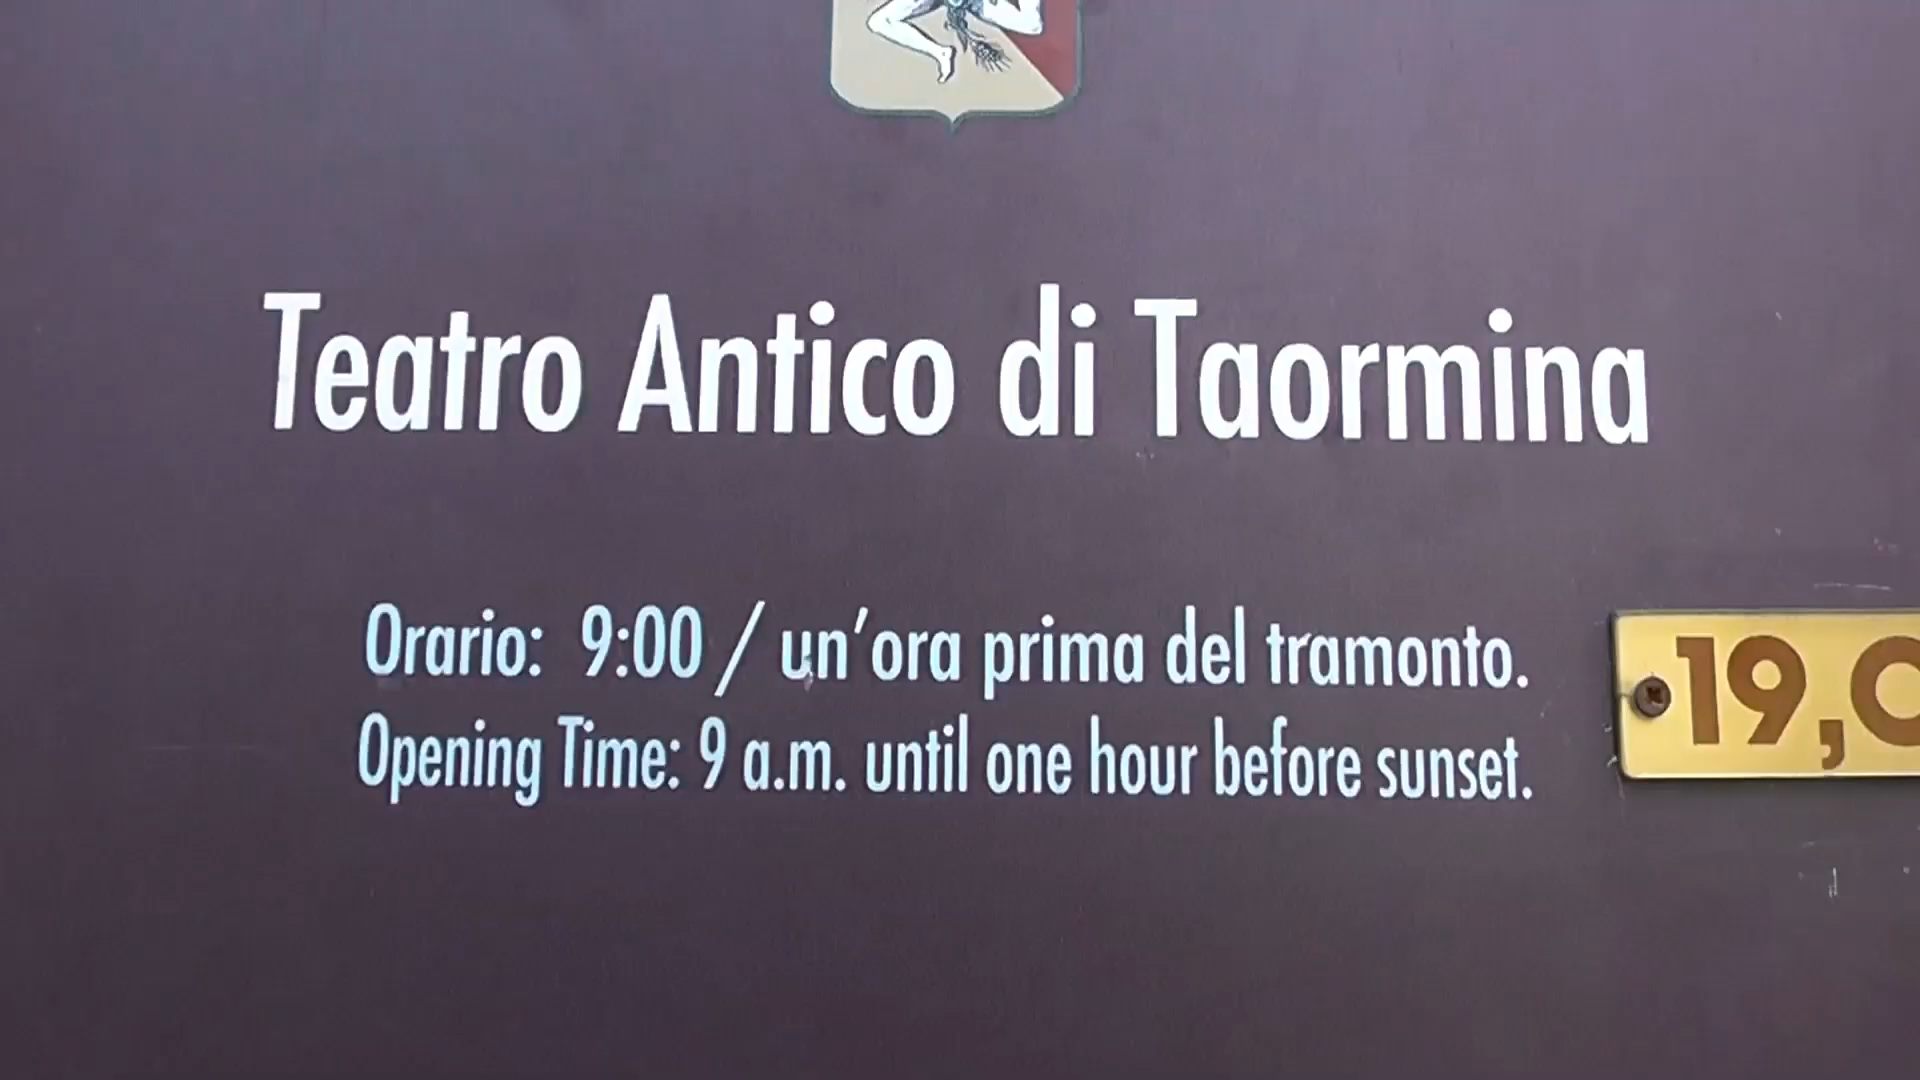 Teatro Antico di Taormina
Orario: 9:00 / un'ora prima del tramonto.
Opening Time: 9 a.m. until one hour before sunset.